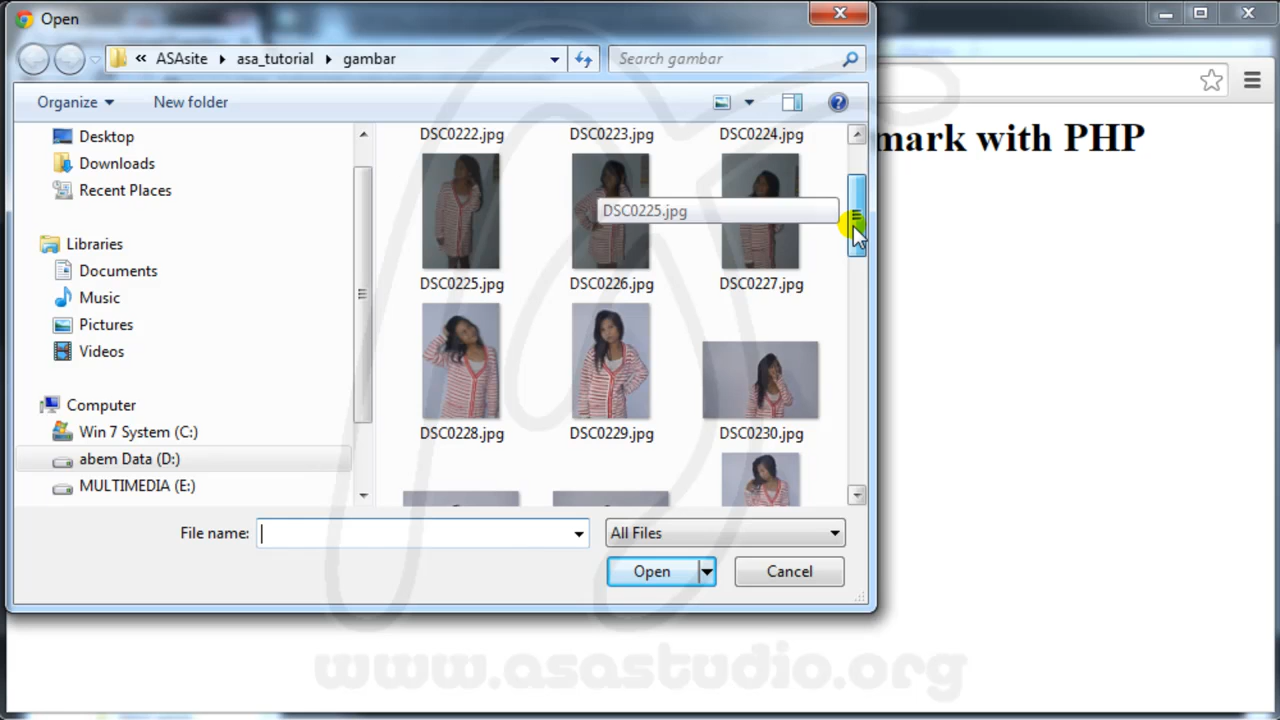 Open
« ASAsite ▸ asa_tutorial ▸ gambar
Search gambar
Organize
New folder
Desktop
Downloads
Recent Places
Libraries
Documents
Music
Pictures
Videos
Computer
Win 7 System (C:)
abem Data (D:)
MULTIMEDIA (E:)
DSC0222.jpg DSC0223.jpg DSC0224.jpg
DSC0225.jpg
DSC0225.jpg DSC0226.jpg DSC0227.jpg
DSC0228.jpg DSC0229.jpg DSC0230.jpg
File name:
All Files
Open
Cancel
mark with PHP
www.asastudio.org